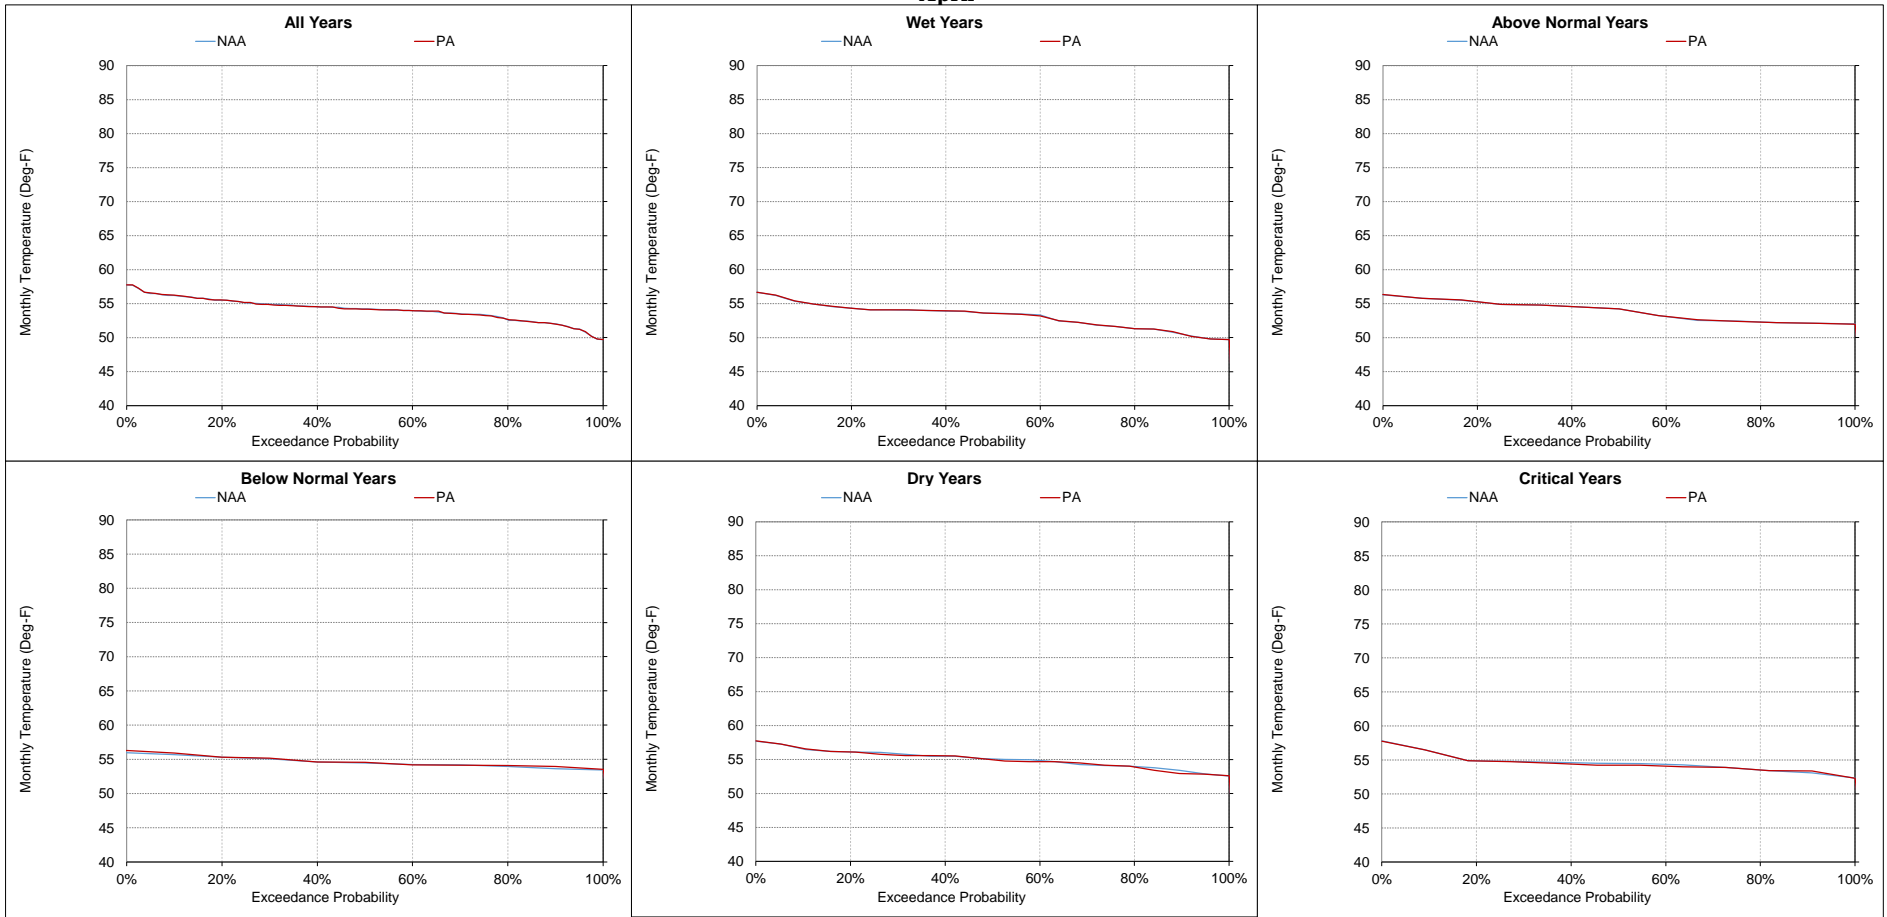 All Years
NAA PA
90
85
80
75
70
65
60
55
50
45
40
0% 20% 40% 60% 80% 100%
Monthly Temperature (Deg-F)
Exceedance Probability
Wet Years
NAA PA
90
85
80
75
70
65
60
55
50
45
40
0% 20% 40% 60% 80% 100%
Monthly Temperature (Deg-F)
Exceedance Probability
Above Normal Years
NAA PA
90
85
80
75
70
65
60
55
50
45
40
0% 20% 40% 60% 80% 100%
Monthly Temperature (Deg-F)
Exceedance Probability
Below Normal Years
NAA PA
90
85
80
75
70
65
60
55
50
45
40
0% 20% 40% 60% 80% 100%
Monthly Temperature (Deg-F)
Exceedance Probability
Dry Years
NAA PA
90
85
80
75
70
65
60
55
50
45
40
0% 20% 40% 60% 80% 100%
Monthly Temperature (Deg-F)
Exceedance Probability
Critical Years
NAA PA
90
85
80
75
70
65
60
55
50
45
40
0% 20% 40% 60% 80% 100%
Monthly Temperature (Deg-F)
Exceedance Probability